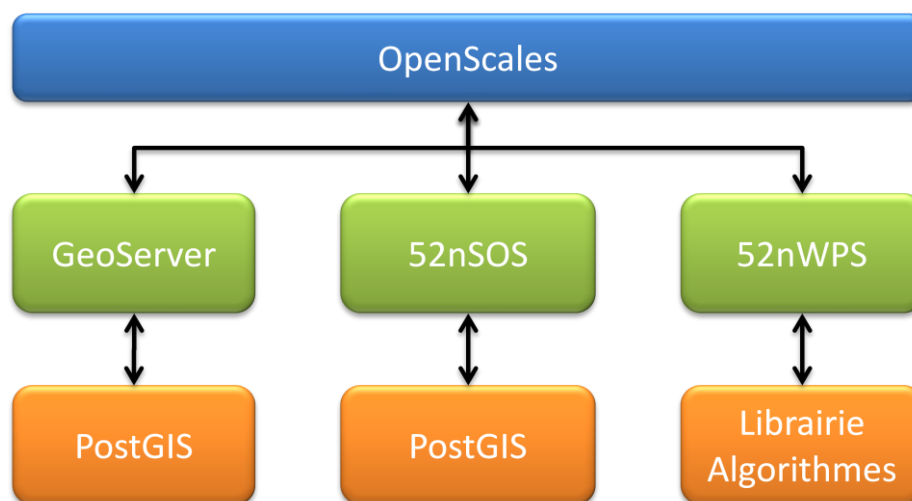 OpenScales
GeoServer
52nSOS
52nWPS
PostGIS
PostGIS
Librairie
Algorithmes